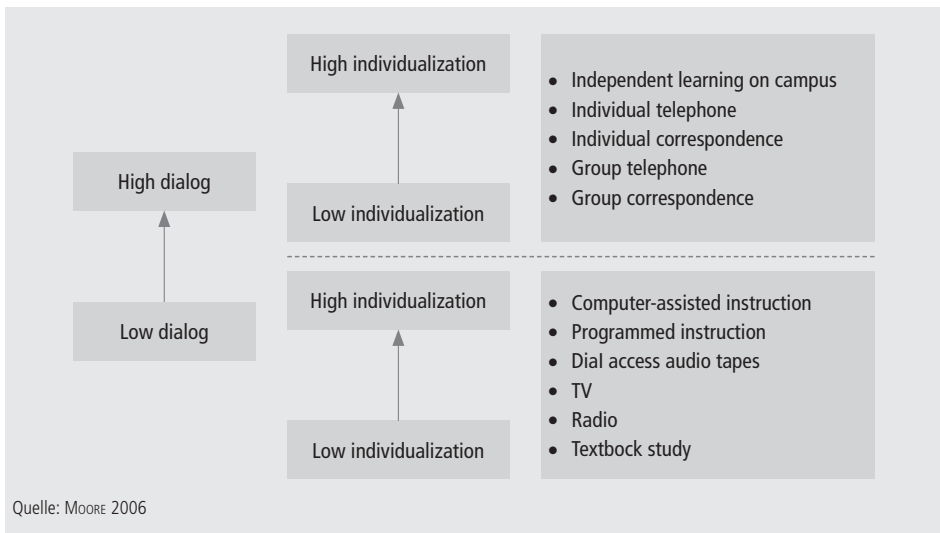 High individualization
• Independent learning on campus
• Individual telephone
• Individual correspondence
• Group telephone
• Group correspondence
High dialog
Low individualization
High individualization
• Computer-assisted instruction
• Programmed instruction
• Dial access audio tapes
• TV
• Radio
• Textbock study
Low dialog
Low individualization
Quelle: MOORE 2006